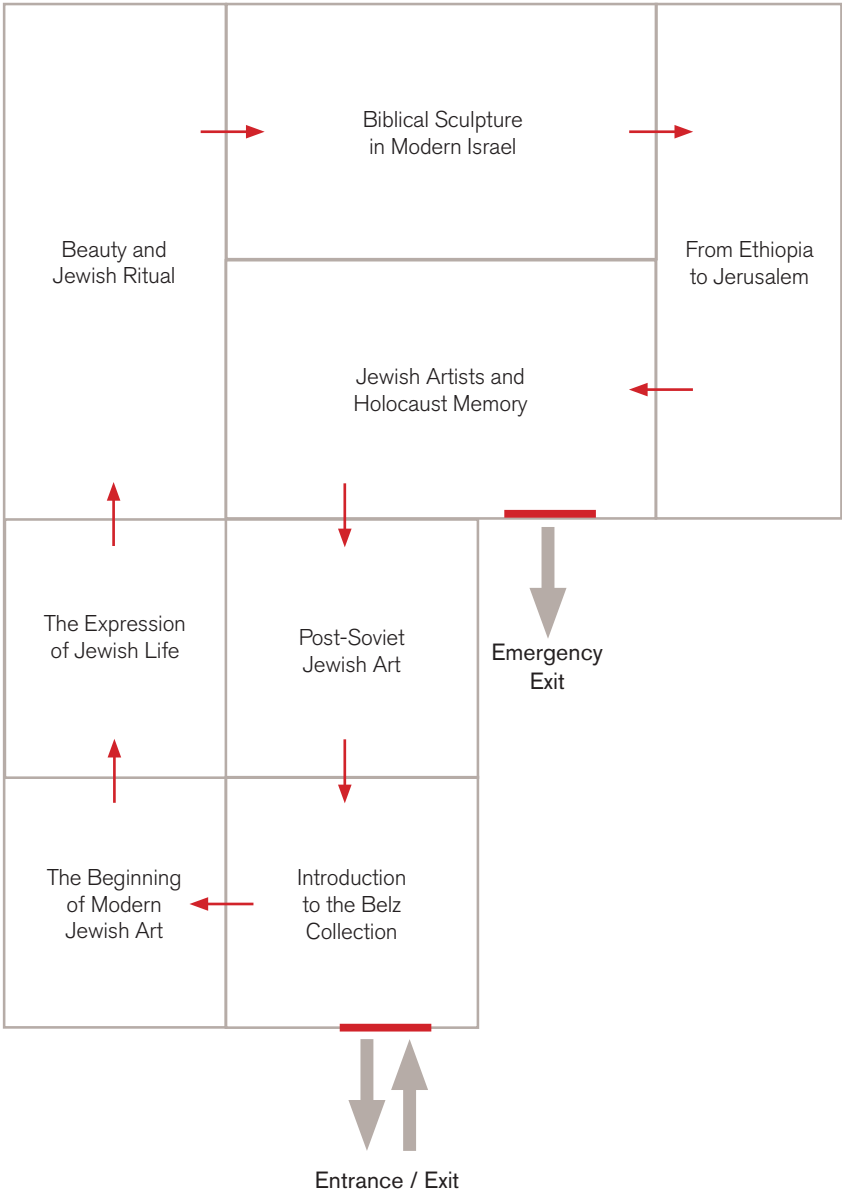 Biblical Sculpture
in Modern Israel
Beauty and
Jewish Ritual
From Ethiopia
to Jerusalem
Jewish Artists and
Holocaust Memory
The Expression
of Jewish Life
Post-Soviet
Jewish Art
Emergency
Exit
The Beginning
of Modern
Jewish Art
Introduction
to the Belz
Collection
Entrance / Exit